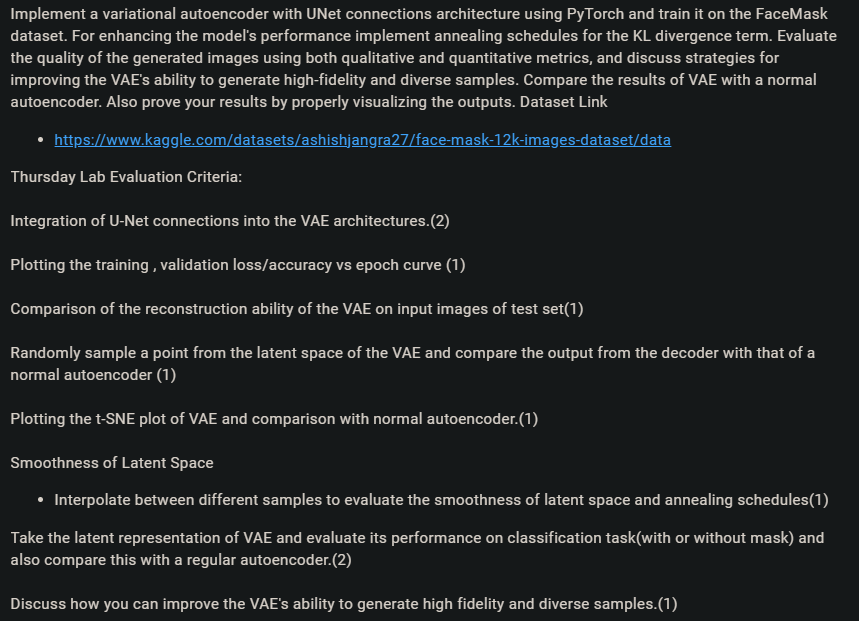 Implement a variational autoencoder with UNet connections architecture using PyTorch and train it on the FaceMask
dataset. For enhancing the model's performance implement annealing schedules for the KL divergence term. Evaluate
the quality of the generated images using both qualitative and quantitative metrics, and discuss strategies for
improving the VAE's ability to generate high-fidelity and diverse samples. Compare the results of VAE with a normal
autoencoder. Also prove your results by properly visualizing the outputs. Dataset Link
• https://www.kaggle.com/datasets/ashishjangra27/face-mask-12k-images-dataset/data
Thursday Lab Evaluation Criteria:
Integration of U-Net connections into the VAE architectures.(2)
Plotting the training , validation loss/accuracy vs epoch curve (1)
Comparison of the reconstruction ability of the VAE on input images of test set(1)
Randomly sample a point from the latent space of the VAE and compare the output from the decoder with that of a
normal autoencoder (1)
Plotting the t-SNE plot of VAE and comparison with normal autoencoder.(1)
Smoothness of Latent Space
• Interpolate between different samples to evaluate the smoothness of latent space and annealing schedules(1)
Take the latent representation of VAE and evaluate its performance on classification task(with or without mask) and
also compare this with a regular autoencoder.(2)
Discuss how you can improve the VAE's ability to generate high fidelity and diverse samples.(1)